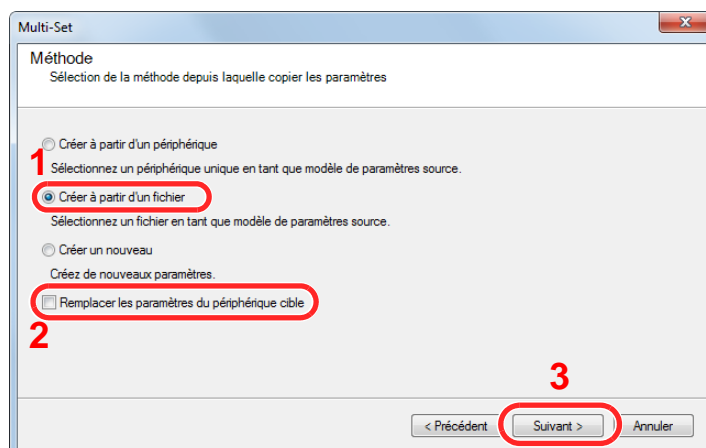 Multi-Set
Méthode
Sélection de la méthode depuis laquelle copier les paramètres
Créer à partir d'un périphérique
1
Sélectionnez un périphérique unique en tant que modèle de paramètres source.
Créer à partir d'un fichier
Sélectionnez un fichier en tant que modèle de paramètres source.
Créer un nouveau
Créez de nouveaux paramètres.
Remplacer les paramètres du périphérique cible
2
3
< Précédent Suivant > Annuler